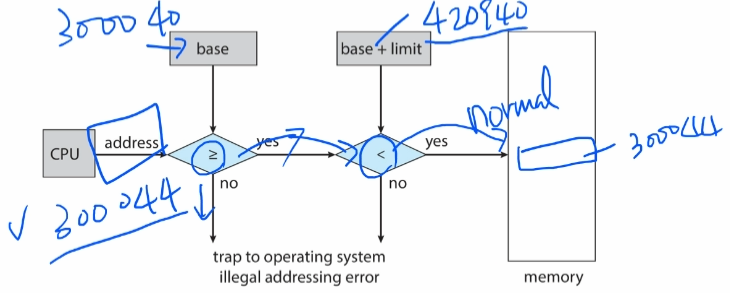 300040
420940
base
base + limit
normal
CPU
address
≥
yes
<
yes
300044
no
no
300044
trap to operating system
illegal addressing error
memory